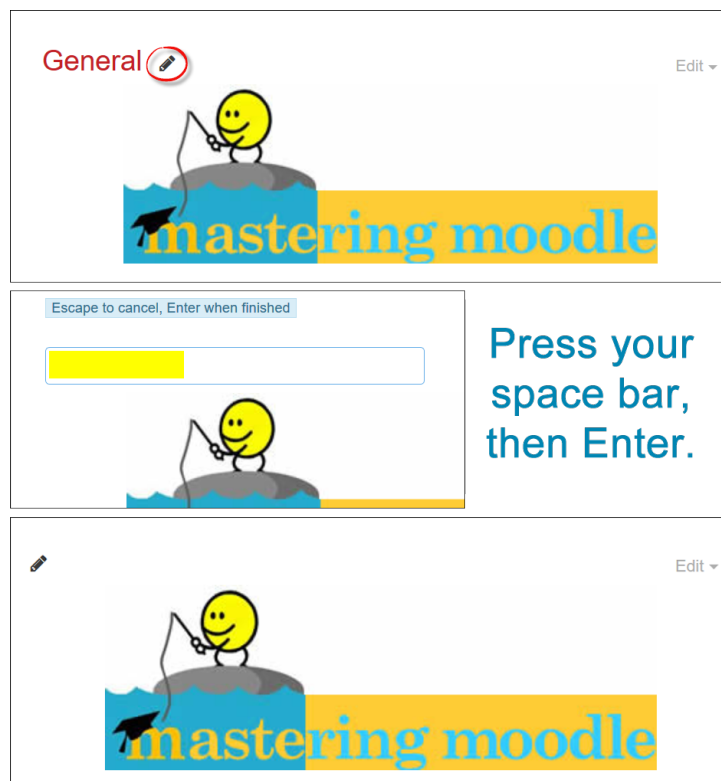 General
Edit
mastering moodle
Escape to cancel, Enter when finished
Press your
space bar,
then Enter.
Edit
mastering moodle